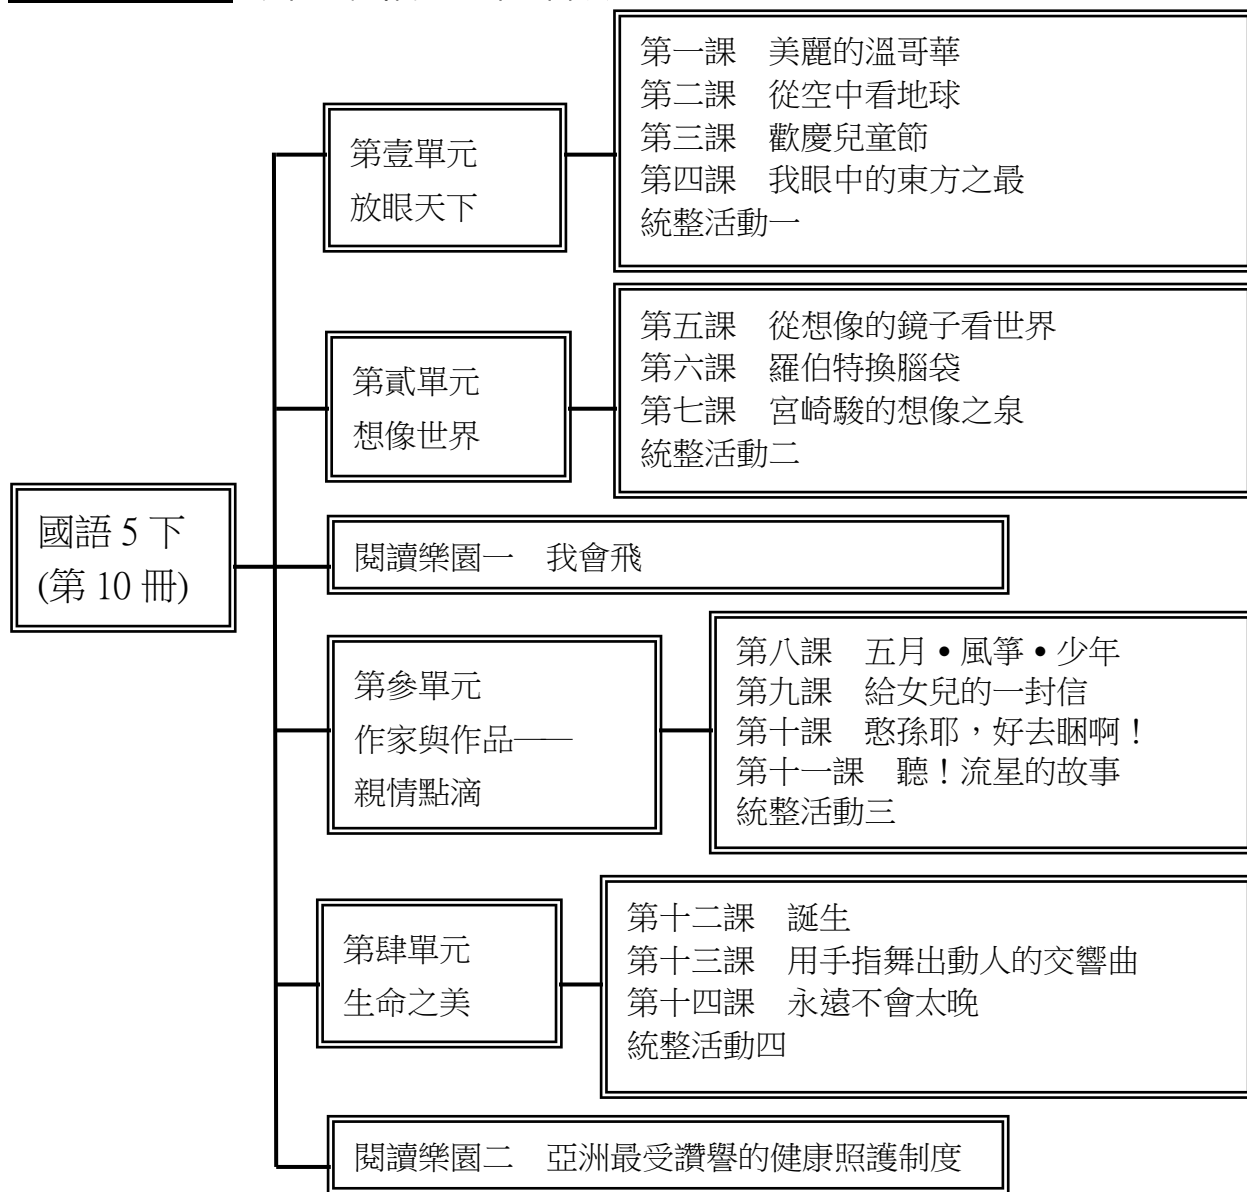 第一課　美麗的溫哥華
第二課　從空中看地球
第三課　歡慶兒童節
第四課　我眼中的東方之最
統整活動一
第壹單元
放眼天下
第五課　從想像的鏡子看世界
第六課　羅伯特換腦袋
第七課　宮崎駿的想像之泉
統整活動二
第貳單元
想像世界
國語 5 下
(第 10 冊)
閱讀樂園一　我會飛
第八課　五月•風箏•少年
第九課　給女兒的一封信
第十課　憨孫耶，好去睏啊！
第十一課　聽！流星的故事
統整活動三
第參單元
作家與作品——
親情點滴
第十二課　誕生
第十三課　用手指舞出動人的交響曲
第十四課　永遠不會太晚
統整活動四
第肆單元
生命之美
閱讀樂園二　亞洲最受讚譽的健康照護制度